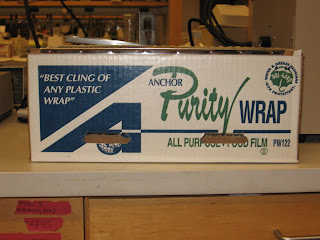 "BEST CLING OF
ANY PLASTIC
WRAP"
ANCHOR
Purity
WRAP
ALL PURPOSE • FOOD FILM PW122